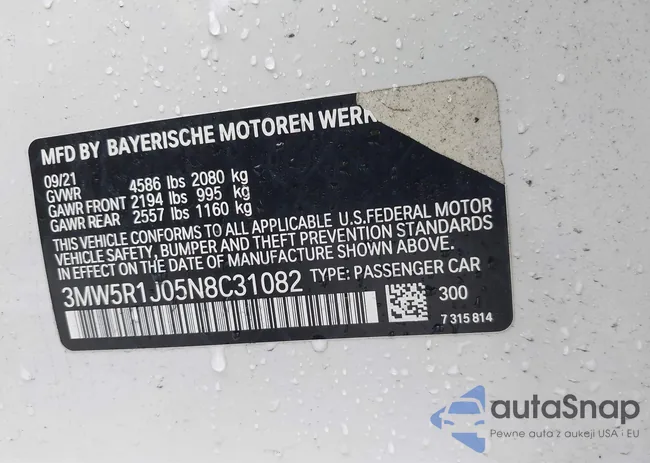 MFD BY BAYERISCHE MOTOREN WERK
09/21
GVWR 4586 lbs 2080 kg
GAWR FRONT 2194 lbs 995 kg
GAWR REAR 2557 lbs 1160 kg
THIS VEHICLE CONFORMS TO ALL APPLICABLE U.S.FEDERAL MOTOR
VEHICLE SAFETY, BUMPER AND THEFT PREVENTION STANDARDS
IN EFFECT ON THE DATE OF MANUFACTURE SHOWN ABOVE.
3MW5R1J05N8C31082 TYPE: PASSENGER CAR
300
7 315 814
autaSnap
Pewne auta z aukcji USA i EU